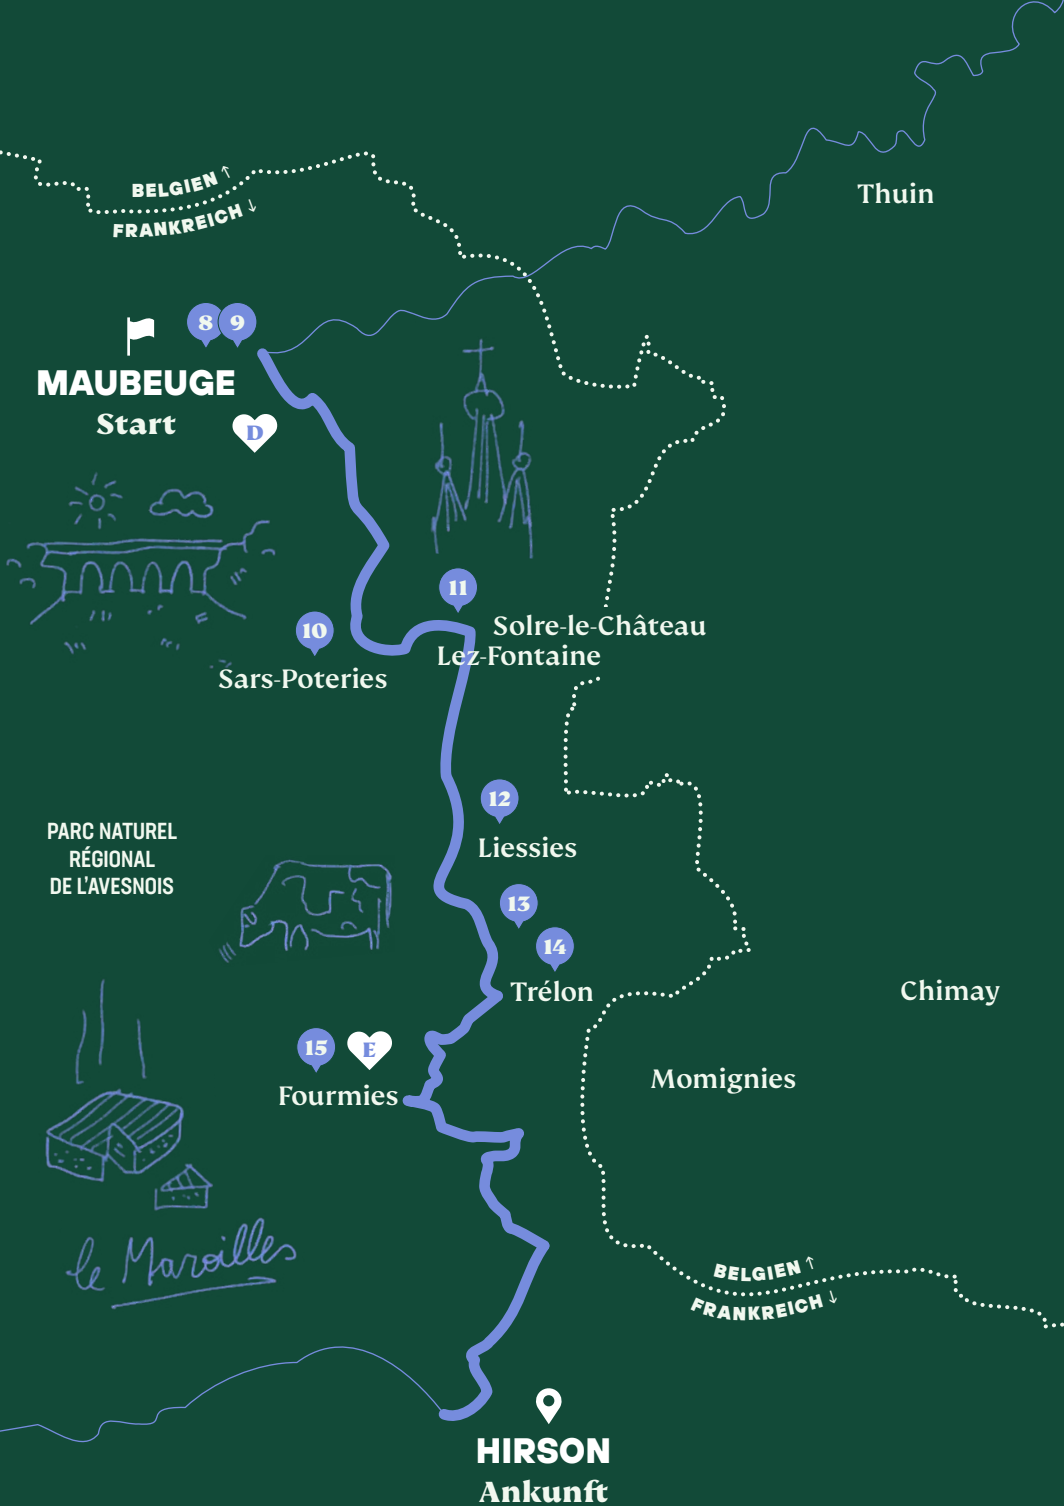 Thuin
BELGIEN ↑
FRANKREICH ↓
8 9
MAUBEUGE
Start
D
11
10
Solre-le-Château
Lez-Fontaine
Sars-Poteries
12
PARC NATUREL
RÉGIONAL
DE L'AVESNOIS
Liessies
13
14
Trélon
Chimay
15
E
Fourmies
Momignies
le Maroilles
BELGIEN ↑
FRANKREICH ↓
HIRSON
Ankunft